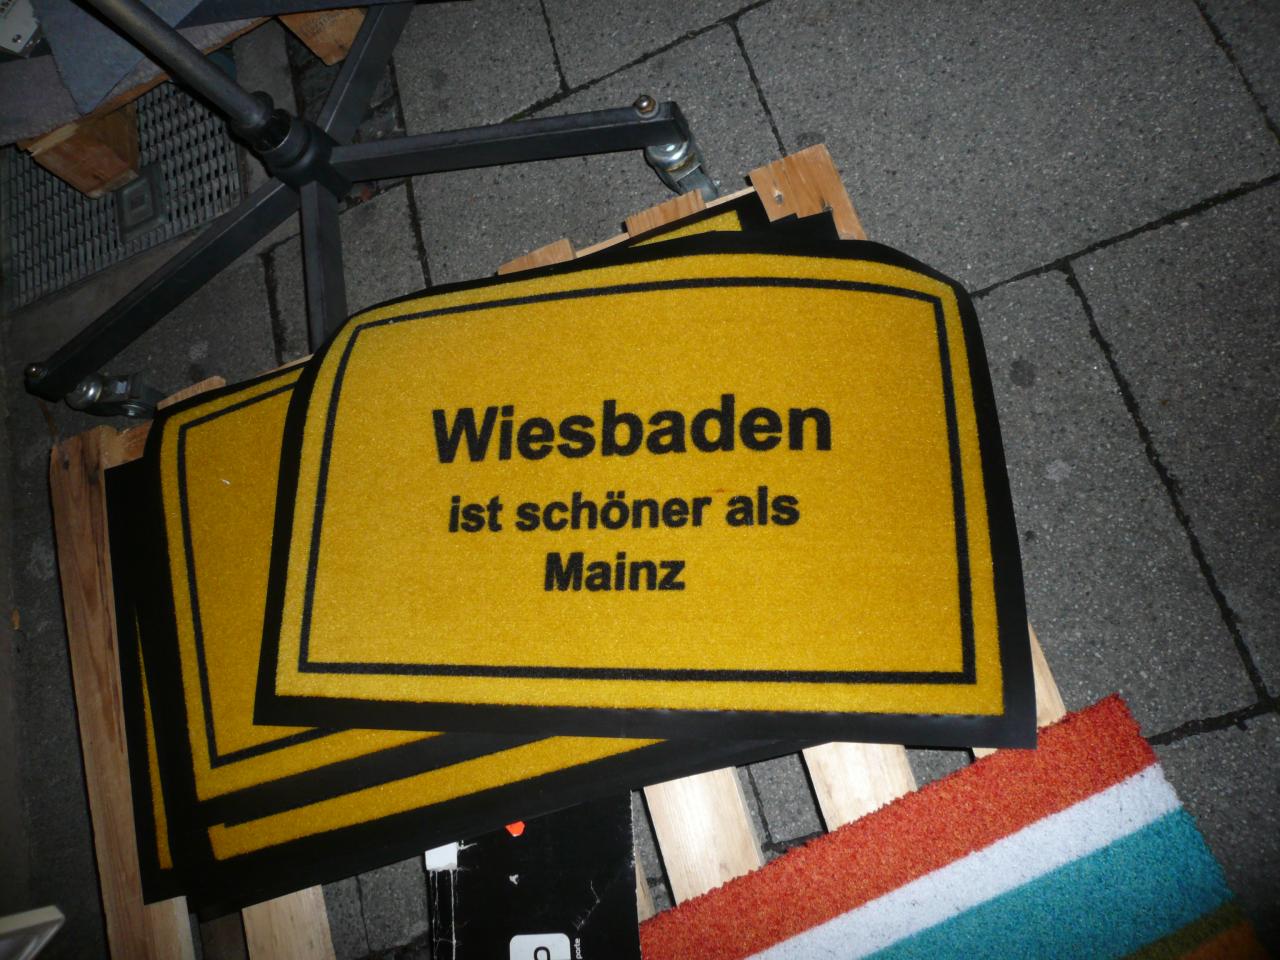 Wiesbaden
ist schöner als
Mainz